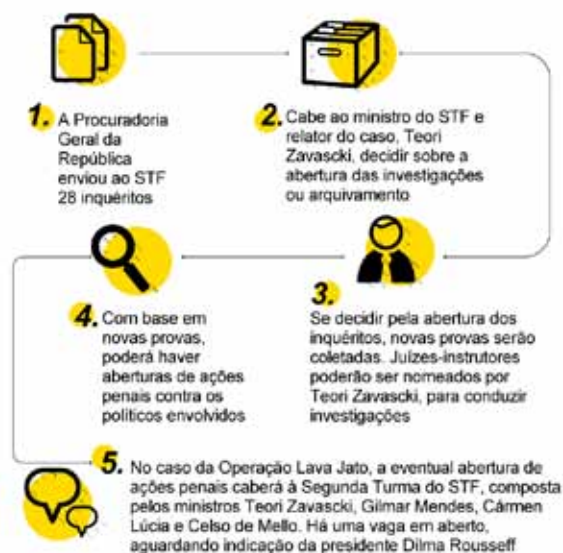 1. A Procuradoria
Geral da
República
enviou ao STF
28 inquéritos
2. Cabe ao ministro do STF e
relator do caso, Teori
Zavascki, decidir sobre a
abertura das investigações
ou arquivamento
3.
Se decidir pela abertura dos
inquéritos, novas provas serão
coletadas. Juízes-instrutores
poderão ser nomeados por
Teori Zavascki, para conduzir
investigações
4. Com base em
novas provas,
poderá haver
aberturas de ações
penais contra os
políticos envolvidos
5. No caso da Operação Lava Jato, a eventual abertura de
ações penais caberá à Segunda Turma do STF, composta
pelos ministros Teori Zavascki, Gilmar Mendes, Cármen
Lúcia e Celso de Mello. Há uma vaga em aberto,
aguardando indicação da presidente Dilma Rousseff